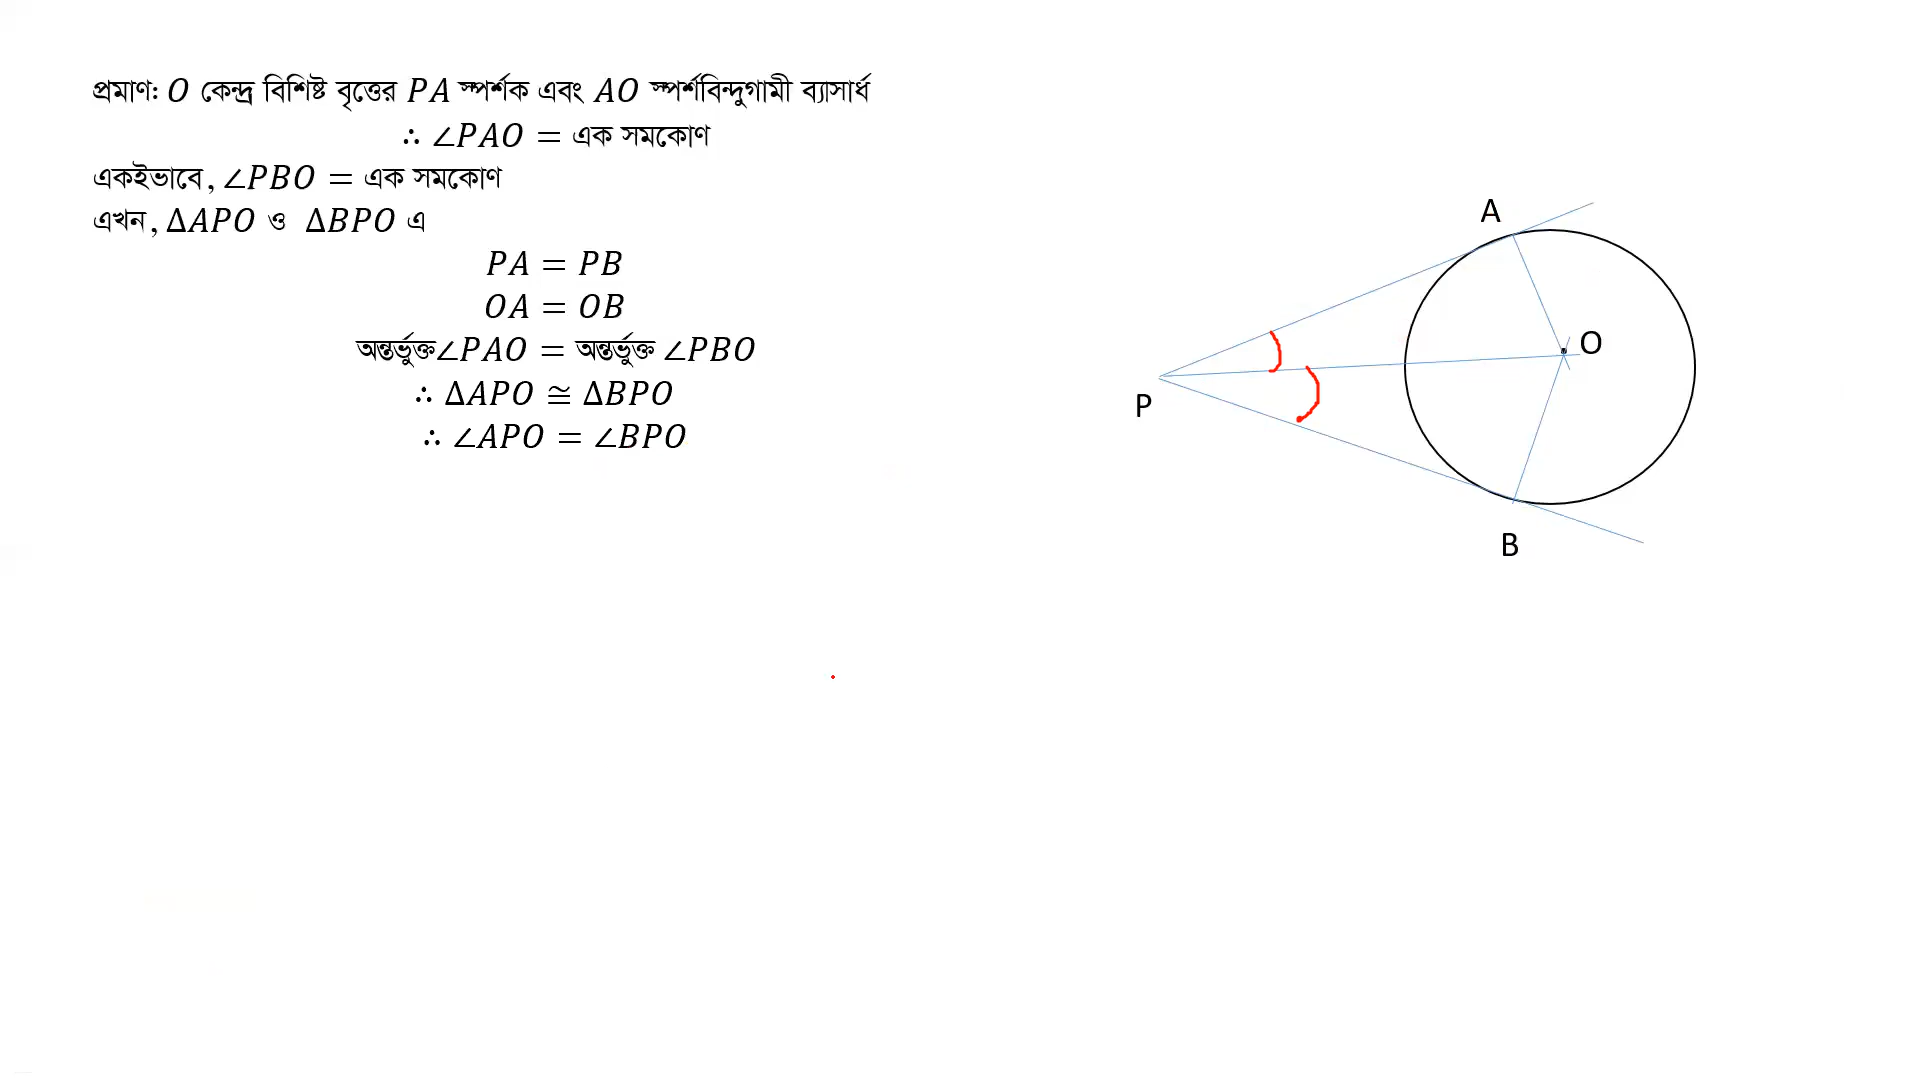 প্রমাণ: O কেন্দ্র বিশিষ্ট বৃত্তের PA স্পর্শক এবং AO স্পর্শবিন্দুগামী ব্যাসার্ধ
∴ ∠PAO = এক সমকোণ
একইভাবে, ∠PBO = এক সমকোণ
এখন, ΔAPO ও ΔBPO এ
PA = PB
OA = OB
অন্তর্ভুক্ত∠PAO = অন্তর্ভুক্ত ∠PBO
∴ ΔAPO ≅ ΔBPO
∴ ∠APO = ∠BPO
A
O
P
B